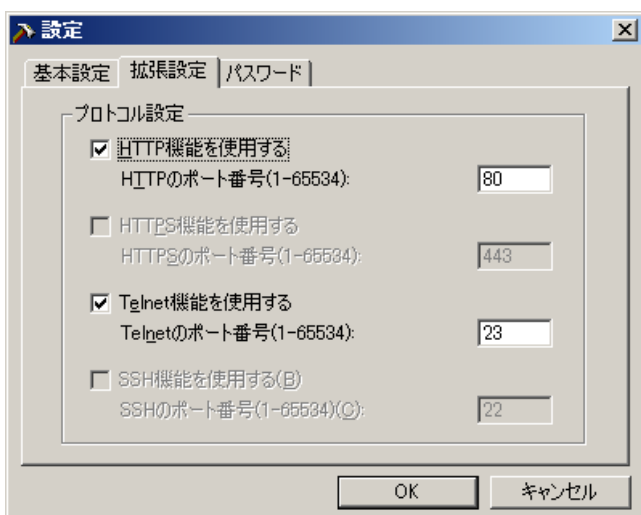 設定
基本設定 拡張設定 パスワード
プロトコル設定
HTTP機能を使用する
HTTPのポート番号(1-65534): 80
HTTPS機能を使用する
HTTPSのポート番号(1-65534): 443
Telnet機能を使用する
Telnetのポート番号(1-65534): 23
SSH機能を使用する(B)
SSHのポート番号(1-65534)(C): 22
OK キャンセル